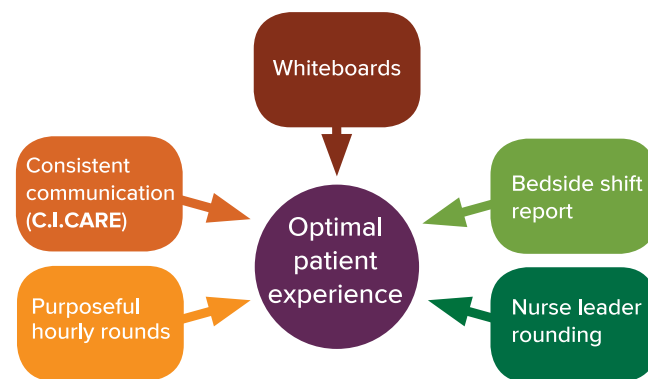 Whiteboards
Consistent
communication
(C.I.CARE)
Bedside shift
report
Optimal
patient
experience
Purposeful
hourly rounds
Nurse leader
rounding